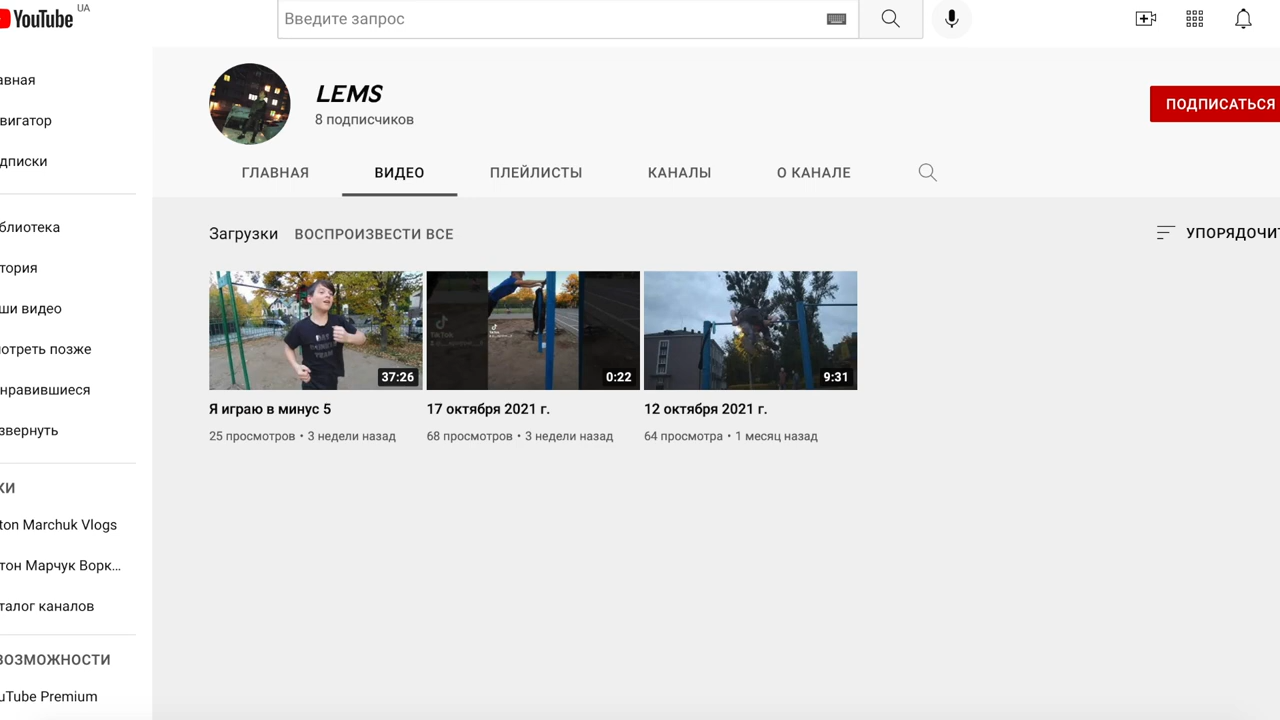 YouTube UA
Введите запрос
авная
вигатор
дписки
блиотека
тория
ши видео
отреть позже
нравившиеся
звернуть
ки
ton Marchuk Vlogs
тон Марчук Ворк...
талог каналов
ВОЗМОЖНОСТИ
uTube Premium
LEMS
8 подписчиков
ПОДПИСАТЬСЯ
ГЛАВНАЯ ВИДЕО ПЛЕЙЛИСТЫ КАНАЛЫ О КАНАЛЕ
Загрузки ВОСПРОИЗВЕСТИ ВСЕ
УПОРЯДОЧИТ
37:26
Я играю в минус 5
25 просмотров • 3 недели назад
TikTok
0:22
17 октября 2021 г.
68 просмотров • 3 недели назад
9:31
12 октября 2021 г.
64 просмотра • 1 месяц назад